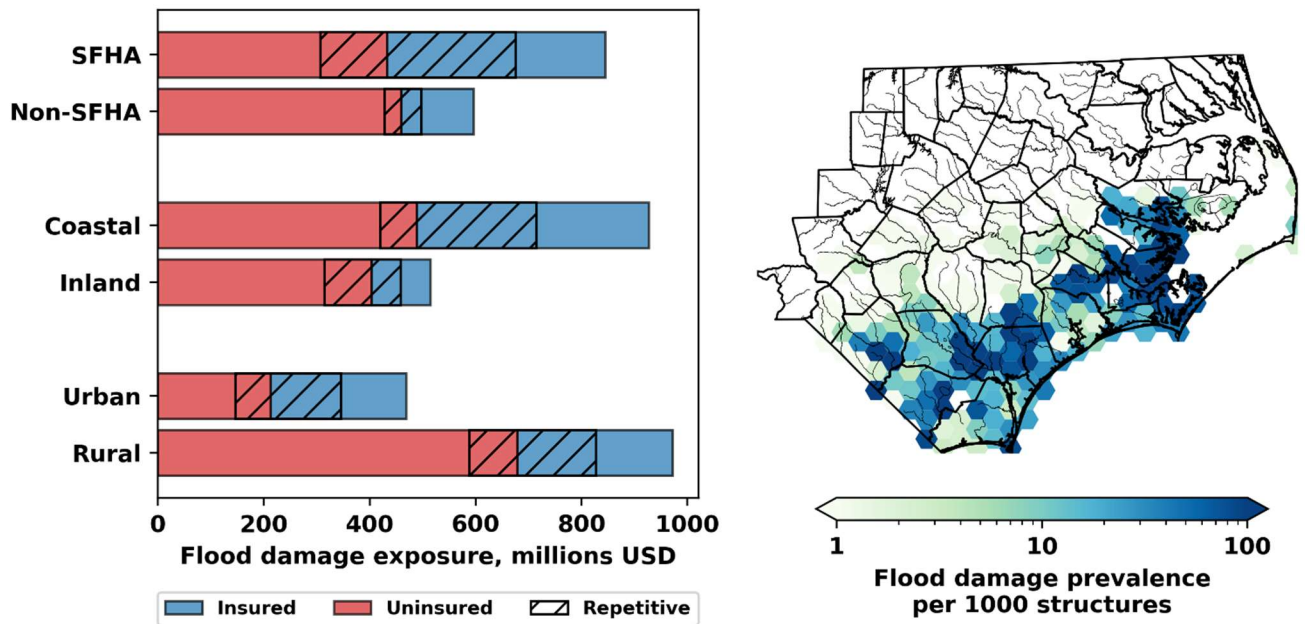 SFHA
Non-SFHA
Coastal
Inland
Urban
Rural
0 200 400 600 800 1000
Flood damage exposure, millions USD
Insured Uninsured Repetitive
1 10 100
Flood damage prevalence
per 1000 structures